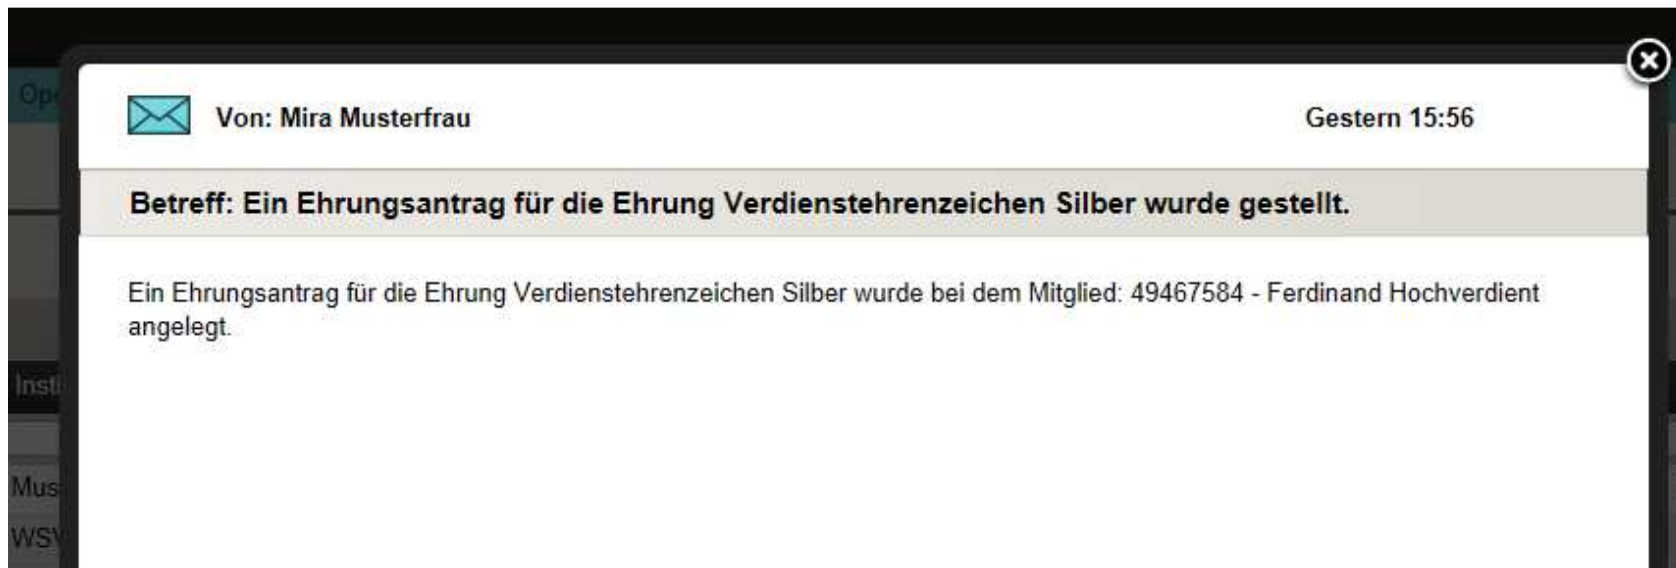 Von: Mira Musterfrau
Gestern 15:56
Betreff: Ein Ehrungsantrag für die Ehrung Verdienstehrenzeichen Silber wurde gestellt.
Ein Ehrungsantrag für die Ehrung Verdienstehrenzeichen Silber wurde bei dem Mitglied: 49467584 - Ferdinand Hochverdient
angelegt.